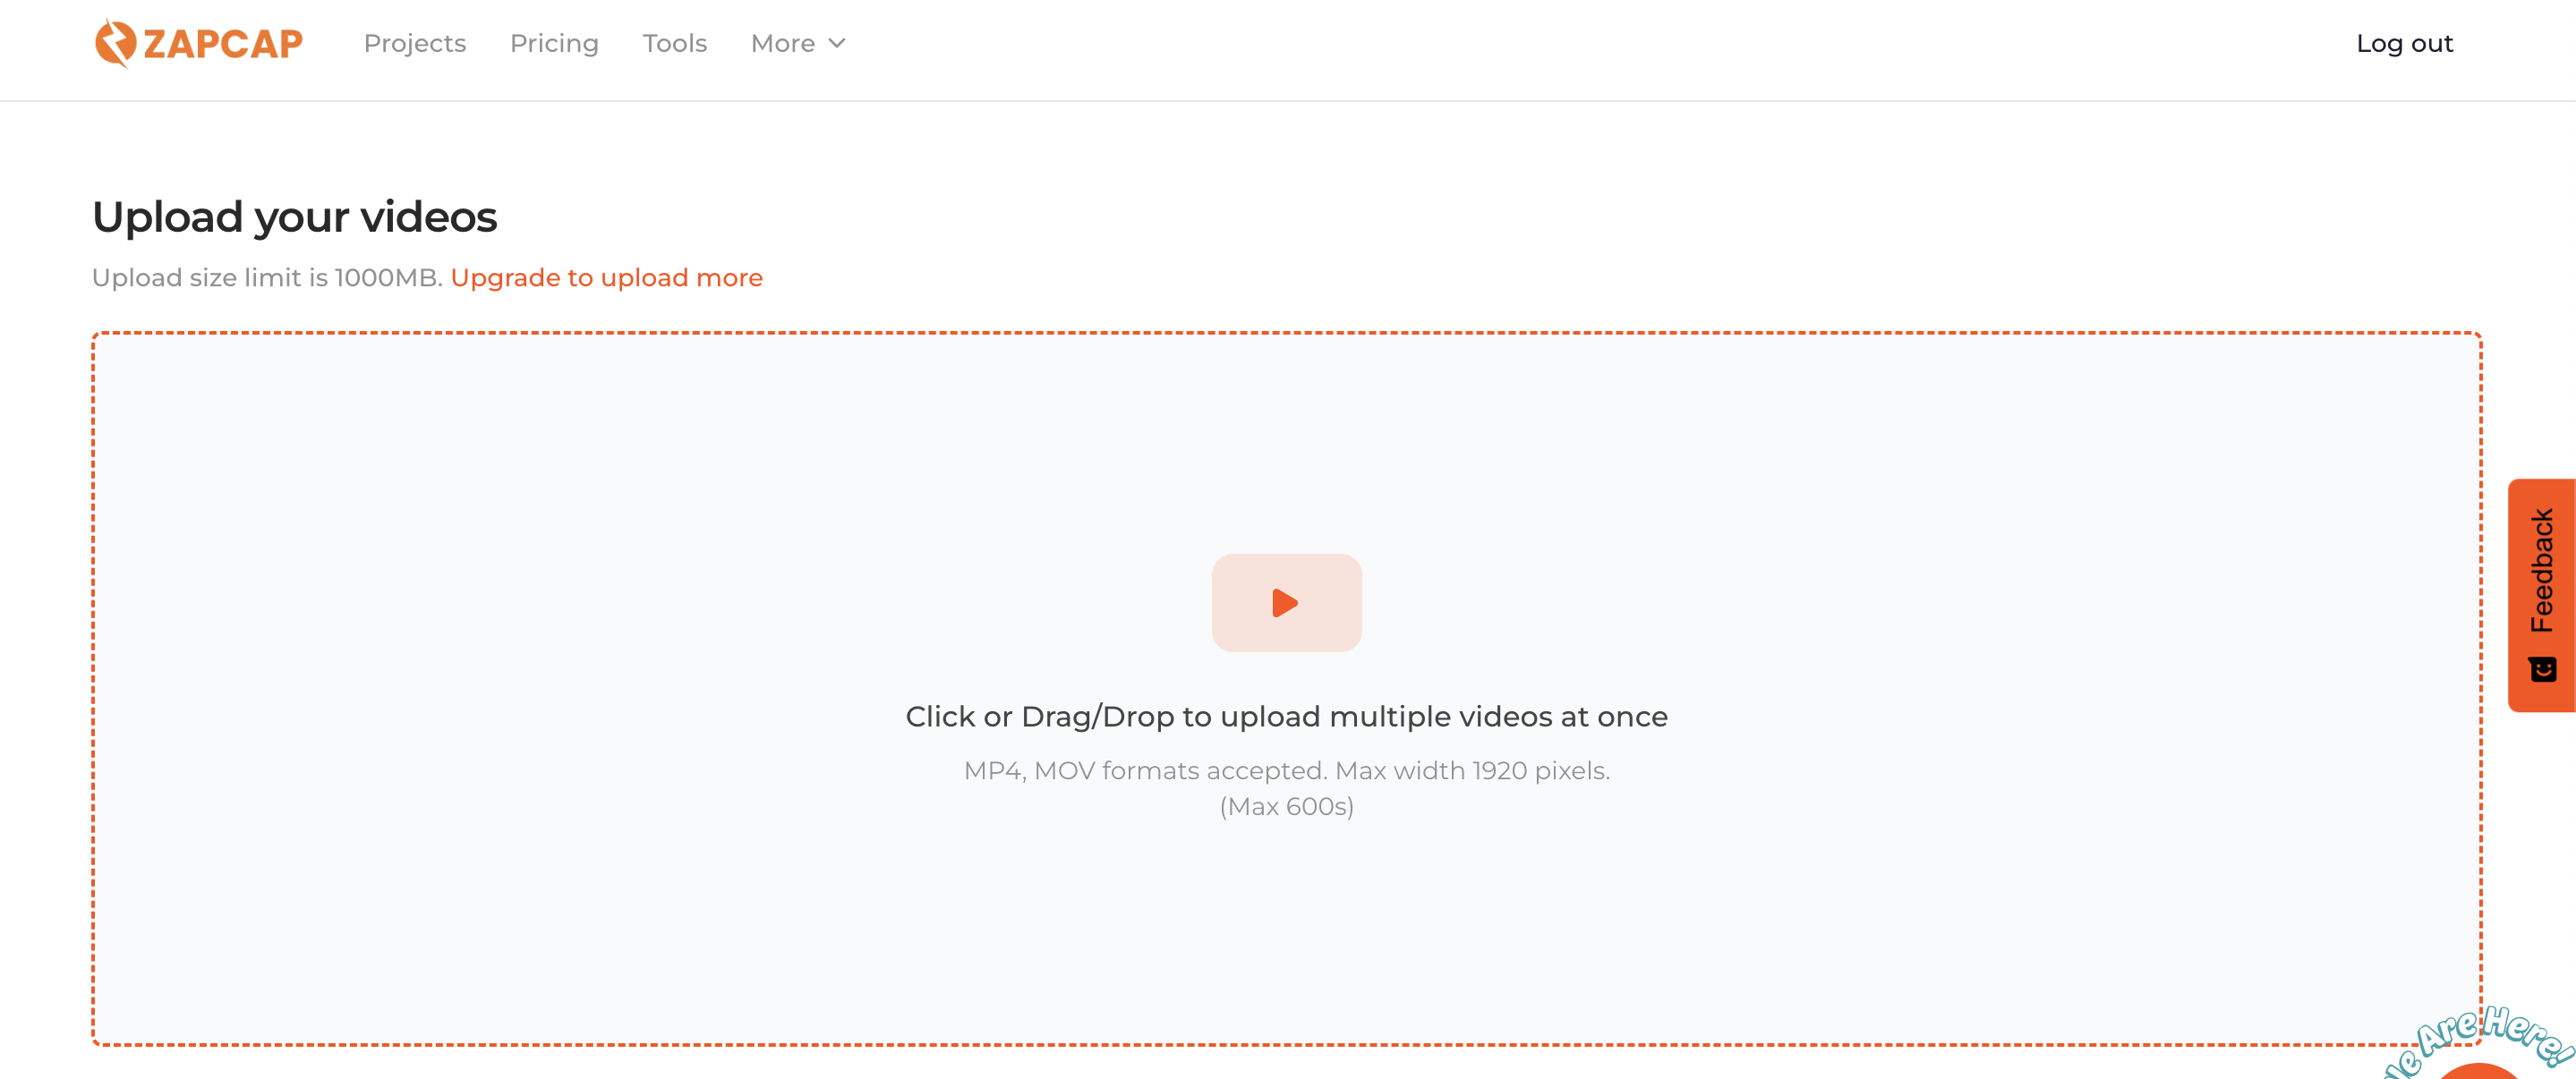 ZAPCAP Projects Pricing Tools More Log out
Upload your videos
Upload size limit is 1000MB. Upgrade to upload more
Click or Drag/Drop to upload multiple videos at once
MP4, MOV formats accepted. Max width 1920 pixels.
(Max 600s)
Feedback
Are Here!